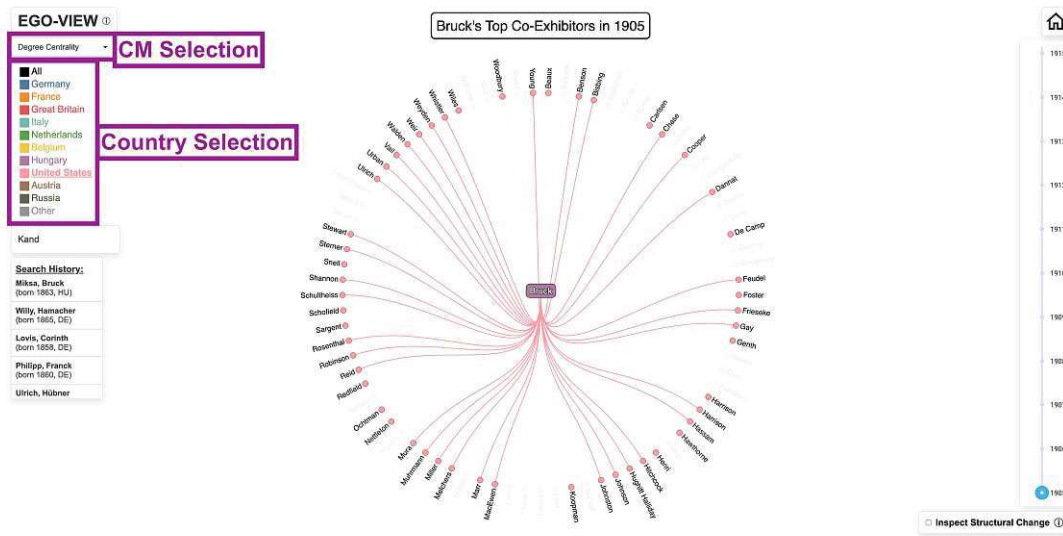 EGO-VIEW ⓘ
Bruck's Top Co-Exhibitors in 1905
Degree Centrality
CM Selection
All
Germany
France
Great Britain
Italy
Netherlands
Belgium
Hungary
United States
Austria
Russia
Other
Country Selection
Kand
Search History:
Miksa, Bruck
(born 1863, HU)
Willy, Hamacher
(born 1865, DE)
Lovis, Corinth
(born 1858, DE)
Philipp, Franck
(born 1860, DE)
Ulrich, Hübner
Bruck
Young
Beaux
Benson
Bisbing
Carlsen
Chase
Cooper
Dannat
De Camp
Feudel
Foster
Frieseke
Gay
Genth
Harrison
Harrison
Hassam
Hawthorne
Henri
Hitchcock
Hughitt Halliday
Johnson
Johnston
Koopman
MacEwen
Marr
Melchers
Miller
Muhrmann
Mura
Nettleton
Ochtman
Redfield
Reid
Robinson
Rosenthal
Sargent
Schofield
Schultheiss
Shannon
Snell
Sterner
Stewart
Ulrich
Urban
Vail
Walden
Weir
Weyden
Whistler
Wiles
Woodbury
1914
Inspect Structural Change ⓘ